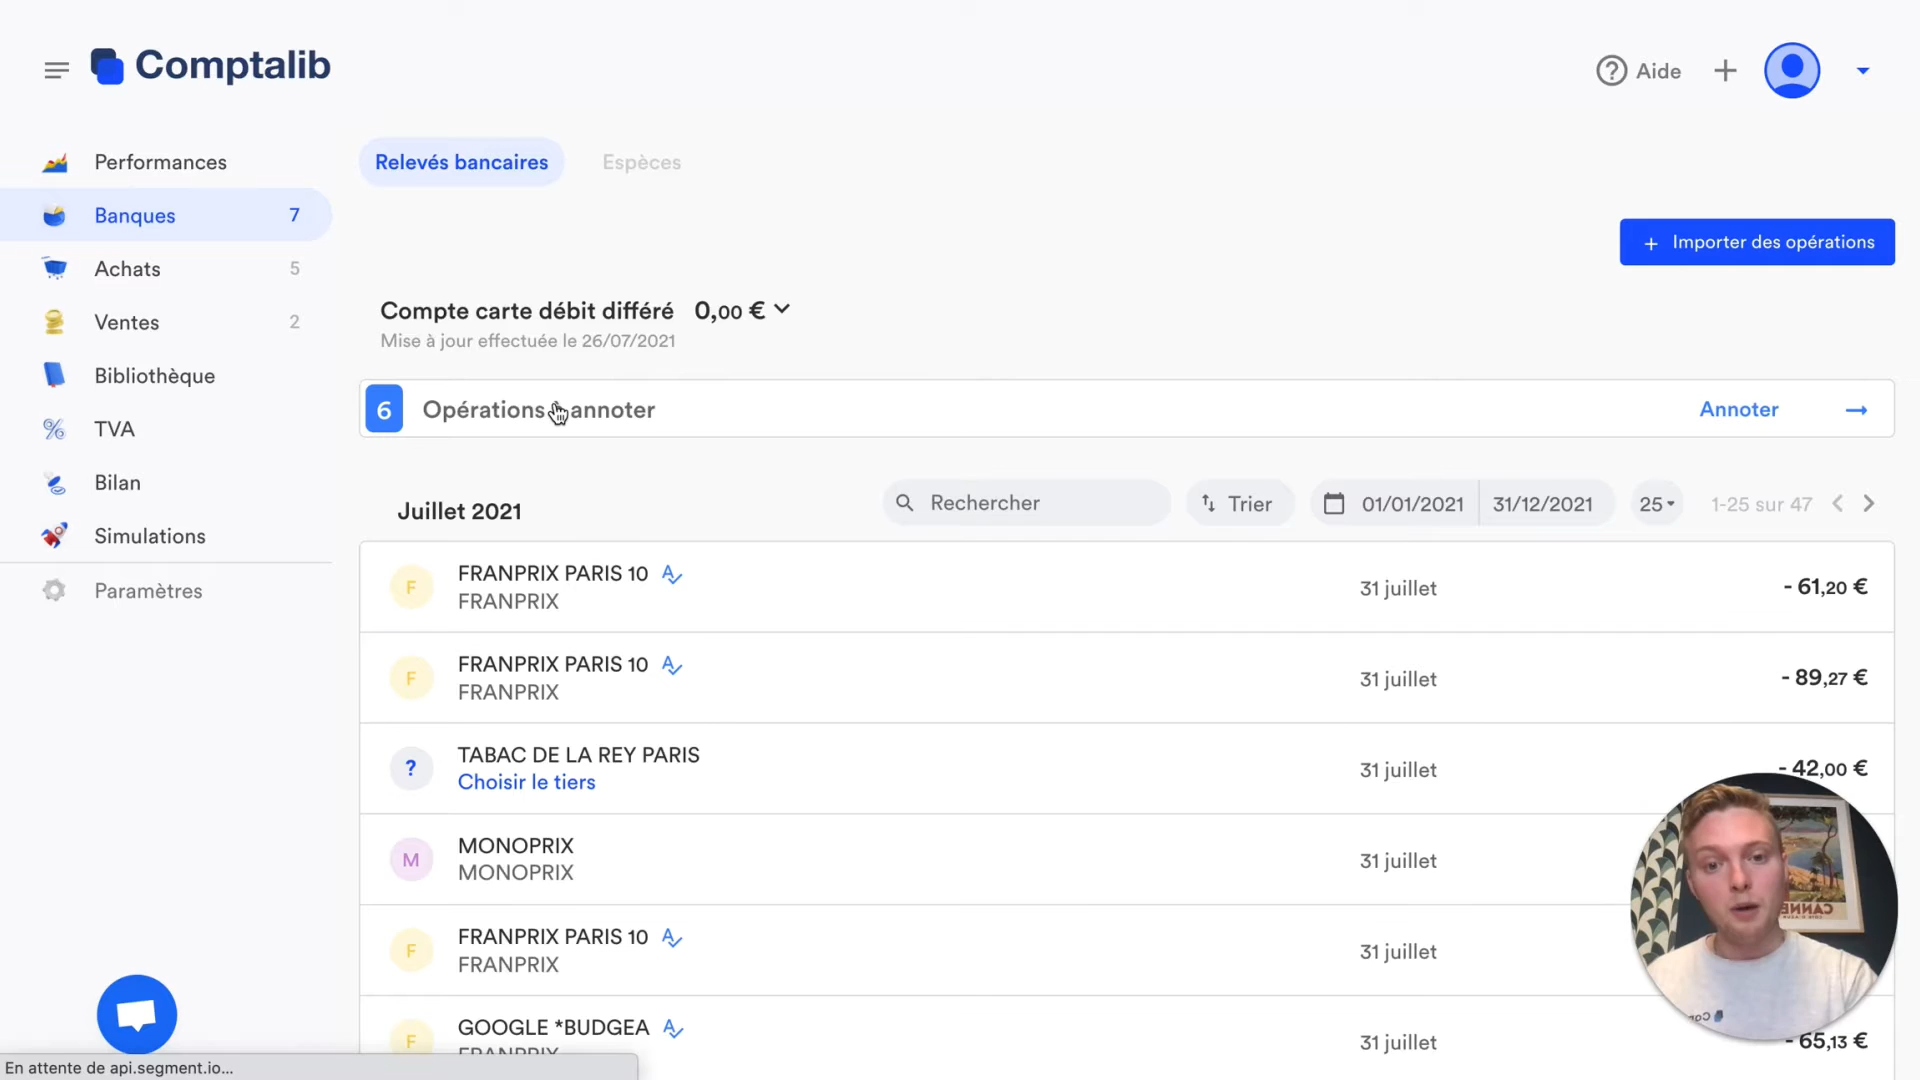 Comptalib
Aide
Performances
Banques 7
Achats 5
Ventes 2
Bibliothèque
TVA
Bilan
Simulations
Paramètres
Relevés bancaires
Espèces
+ Importer des opérations
Compte carte débit différé 0,00 €
Mise à jour effectuée le 26/07/2021
6 Opérations annoter
Annoter →
Juillet 2021
Rechercher
Trier
01/01/2021
31/12/2021
25
1-25 sur 47
F
FRANPRIX PARIS 10
FRANPRIX
31 juillet
- 61,20 €
F
FRANPRIX PARIS 10
FRANPRIX
31 juillet
- 89,27 €
?
TABAC DE LA REY PARIS
Choisir le tiers
31 juillet
- 42,00 €
M
MONOPRIX
MONOPRIX
31 juillet
F
FRANPRIX PARIS 10
FRANPRIX
31 juillet
F
GOOGLE *BUDGEA
FRANPRIX
31 juillet
- 65,13 €
CANNES
En attente de api.segment.io...